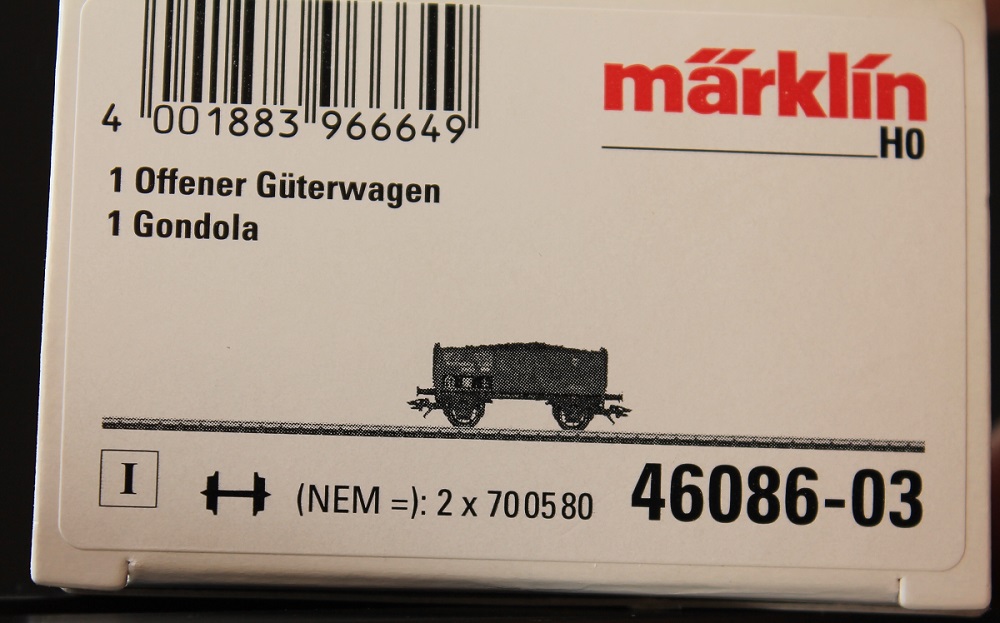 märklin
H0
4 001883 966649
1 Offener Güterwagen
1 Gondola
I
(NEM =): 2 x 700580
46086-03